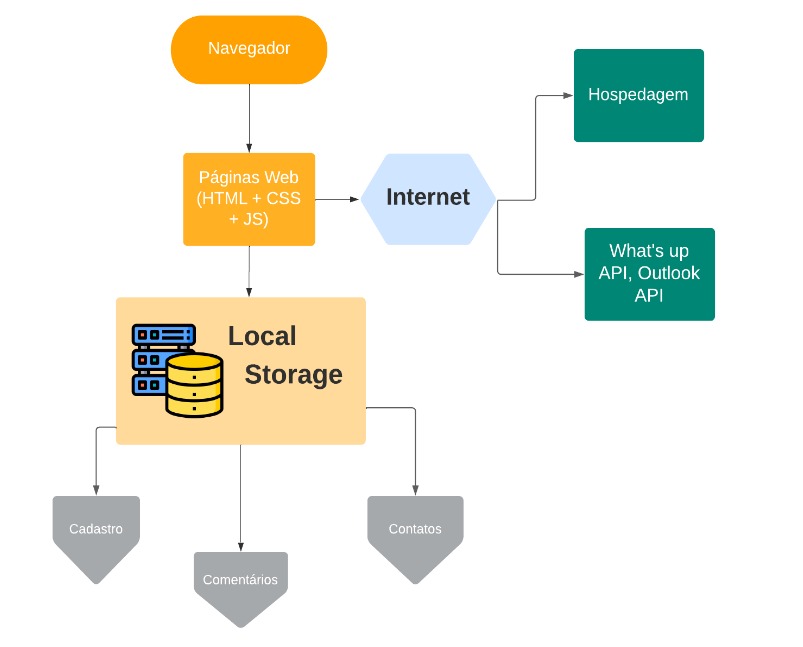 Navegador
Hospedagem
Páginas Web
(HTML + CSS
+ JS)
Internet
What's up
API, Outlook
API
Local
Storage
Cadastro
Comentários
Contatos